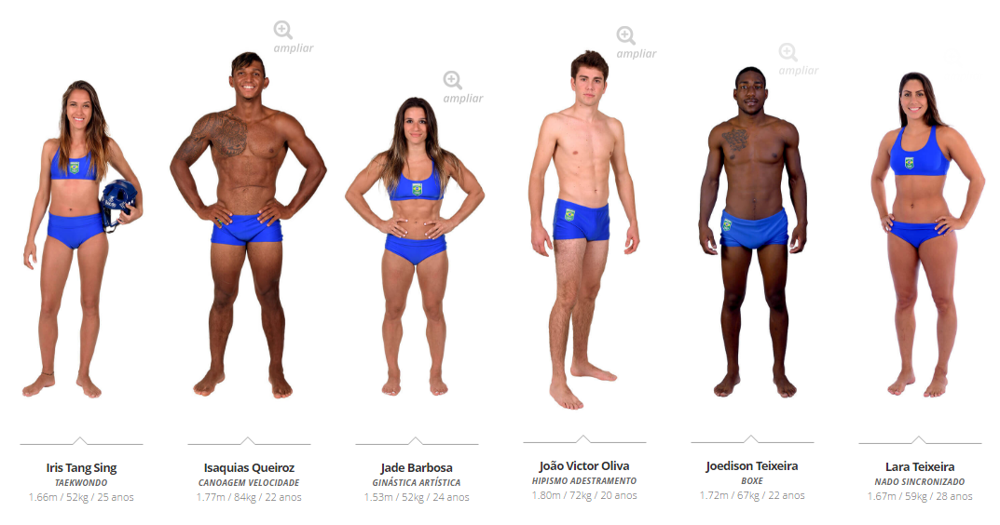 ampliar
ampliar
ampliar
ampliar
Iris Tang Sing
TAEKWONDO
1.66m / 52kg / 25 anos
Isaquias Queiroz
CANOAGEM VELOCIDADE
1.77m / 84kg / 22 anos
Jade Barbosa
GINÁSTICA ARTÍSTICA
1.53m / 52kg / 24 anos
João Victor Oliva
HIPISMO ADESTRAMENTO
1.80m / 72kg / 20 anos
Joedison Teixeira
BOXE
1.72m / 67kg / 22 anos
Lara Teixeira
NADO SINCRONIZADO
1.67m / 59kg / 28 anos